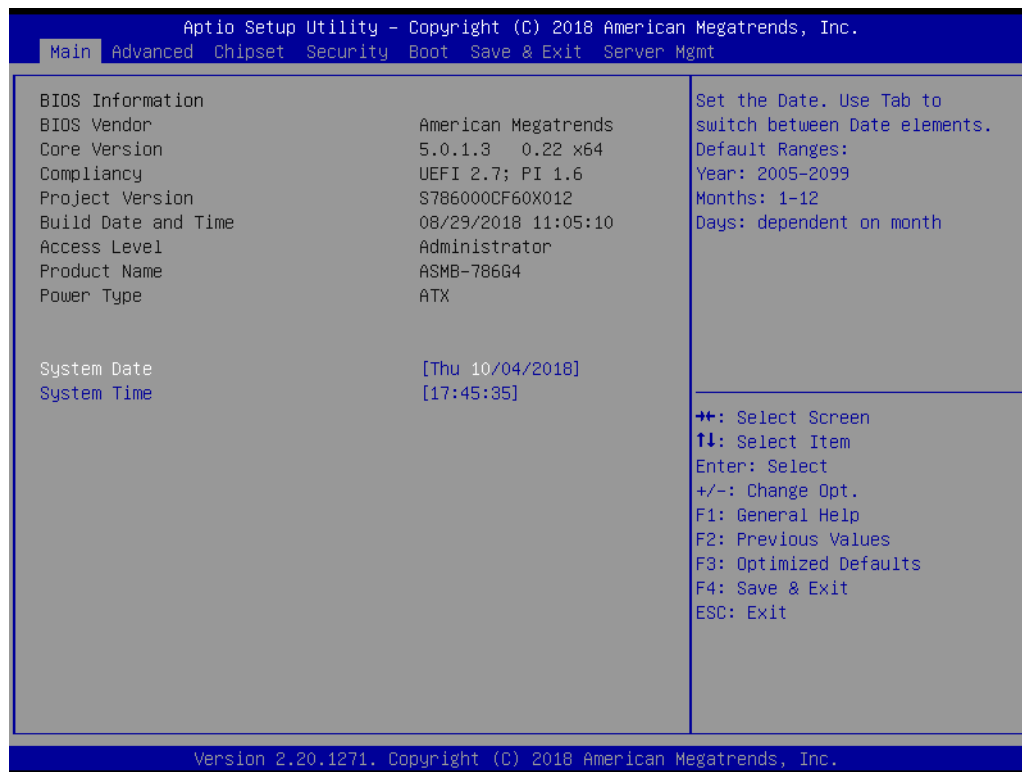 Aptio Setup Utility – Copyright (C) 2018 American Megatrends, Inc.
Main Advanced Chipset Security Boot Save & Exit Server Mgmt
BIOS Information
BIOS Vendor American Megatrends
Core Version 5.0.1.3 0.22 x64
Compliancy UEFI 2.7; PI 1.6
Project Version S786000CF60X012
Build Date and Time 08/29/2018 11:05:10
Access Level Administrator
Product Name ASMB-786G4
Power Type ATX
System Date [Thu 10/04/2018]
System Time [17:45:35]
Set the Date. Use Tab to
switch between Date elements.
Default Ranges:
Year: 2005-2099
Months: 1-12
Days: dependent on month
→←: Select Screen
↑↓: Select Item
Enter: Select
+/-: Change Opt.
F1: General Help
F2: Previous Values
F3: Optimized Defaults
F4: Save & Exit
ESC: Exit
Version 2.20.1271. Copyright (C) 2018 American Megatrends, Inc.